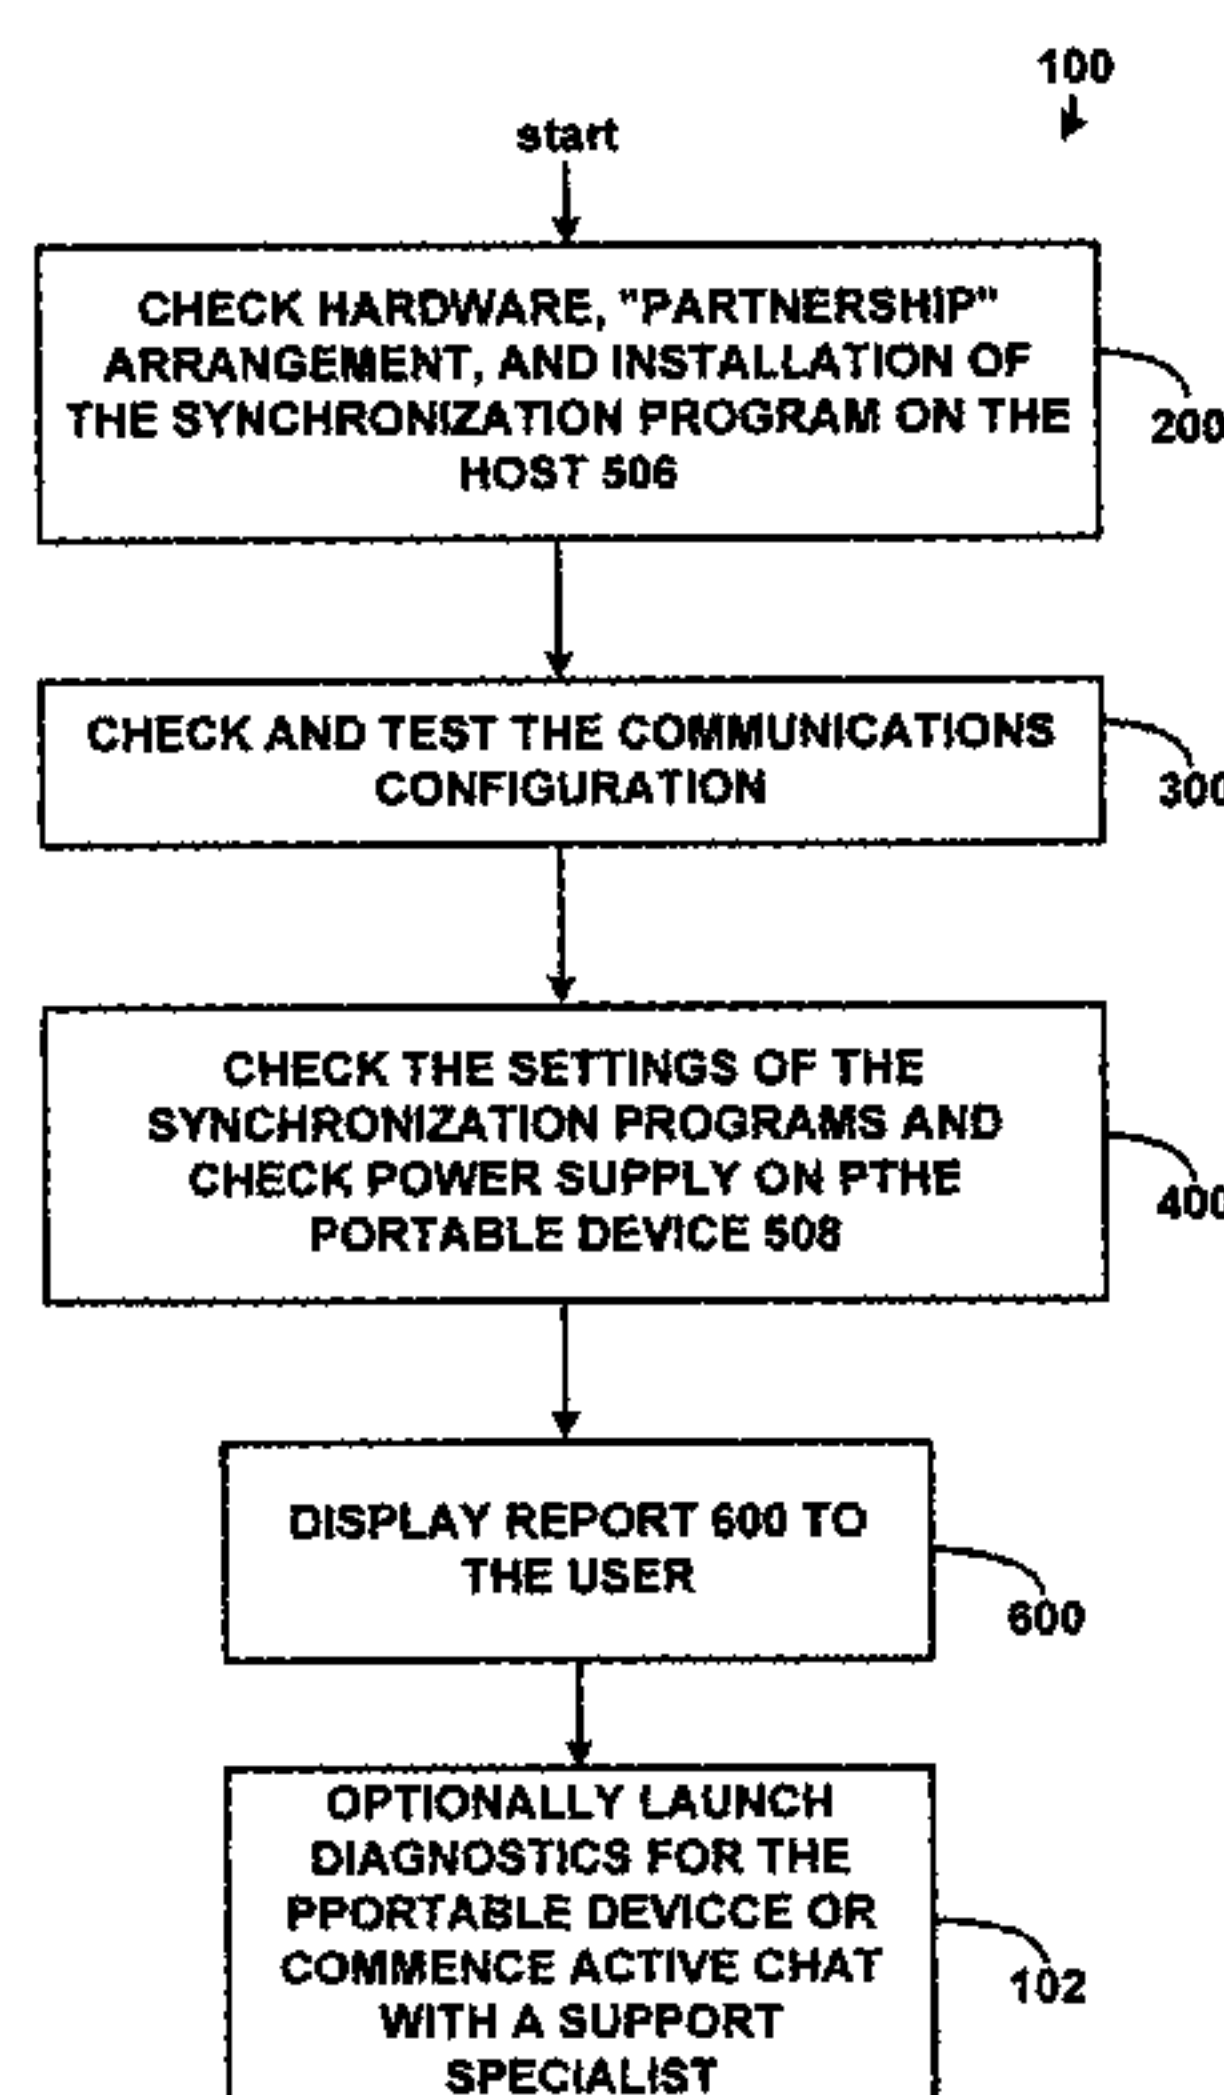 100
start
CHECK HARDWARE, "PARTNERSHIP"
ARRANGEMENT, AND INSTALLATION OF
THE SYNCHRONIZATION PROGRAM ON THE
HOST 506
200
CHECK AND TEST THE COMMUNICATIONS
CONFIGURATION
300
CHECK THE SETTINGS OF THE
SYNCHRONIZATION PROGRAMS AND
CHECK POWER SUPPLY ON PTHE
PORTABLE DEVICE 508
400
DISPLAY REPORT 600 TO
THE USER
600
OPTIONALLY LAUNCH
DIAGNOSTICS FOR THE
PPORTABLE DEVICCE OR
COMMENCE ACTIVE CHAT
WITH A SUPPORT
SPECIALIST
102